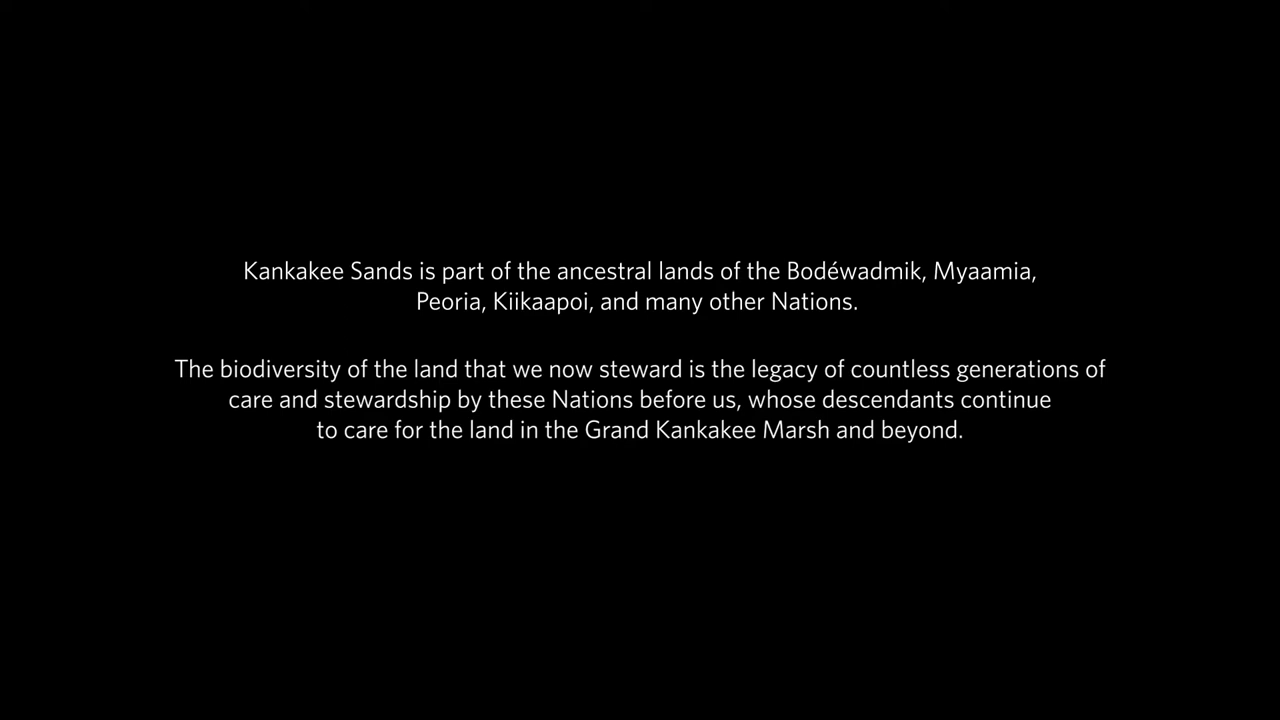 Kankakee Sands is part of the ancestral lands of the Bodéwadmik, Myaamia,
Peoria, Kiikaapoi, and many other Nations.
The biodiversity of the land that we now steward is the legacy of countless generations of
care and stewardship by these Nations before us, whose descendants continue
to care for the land in the Grand Kankakee Marsh and beyond.